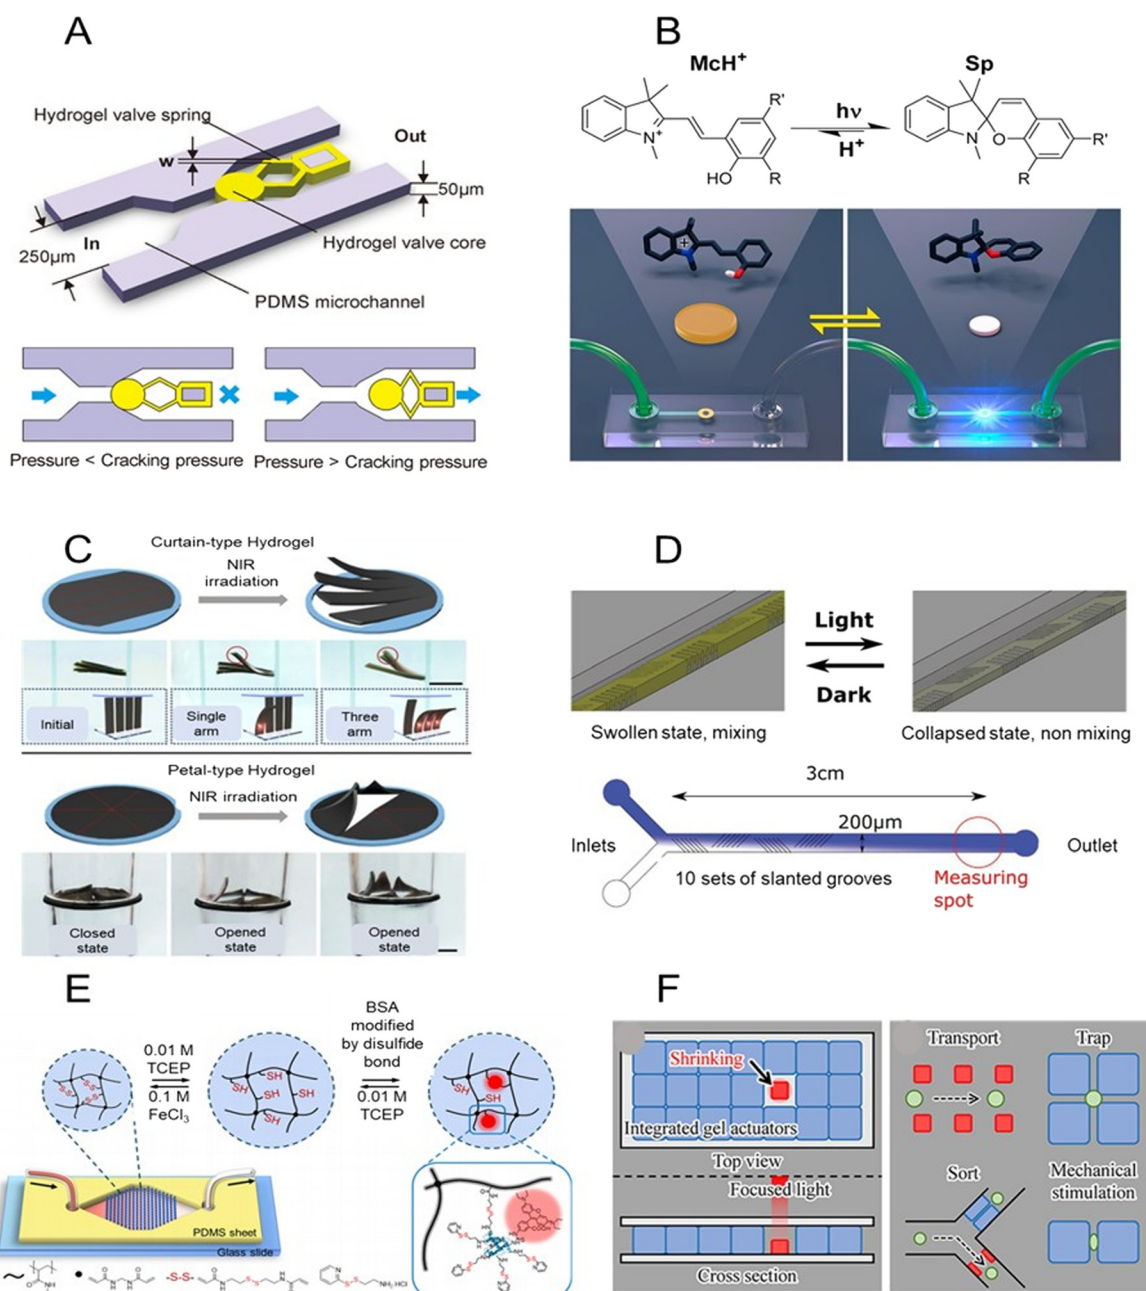 A
Hydrogel valve spring
Out
w
50μm
In
250μm
Hydrogel valve core
PDMS microchannel
Pressure < Cracking pressure
Pressure > Cracking pressure
B
McH+
Sp
R'
hν
H+
N+
HO
R
N
O
R'
R
+
C
Curtain-type Hydrogel
NIR
irradiation
Initial
Single
arm
Three
arm
Petal-type Hydrogel
NIR irradiation
Closed
state
Opened
state
Opened
state
D
Light
Dark
Swollen state, mixing
Collapsed state, non mixing
3cm
200μm
Inlets
Outlet
10 sets of slanted grooves
Measuring
spot
E
0.01 M
TCEP
0.1 M
FeCl3
BSA
modified
by disulfide
bond
0.01 M
TCEP
S-S
S-S
S-S
SH
SH
SH
SH
SH
SH
PDMS sheet
Glass slide
-S-S-
NH2·HCl
F
Shrinking
Integrated gel actuators
Top view
Focused light
Cross section
Transport
Trap
Sort
Mechanical
stimulation